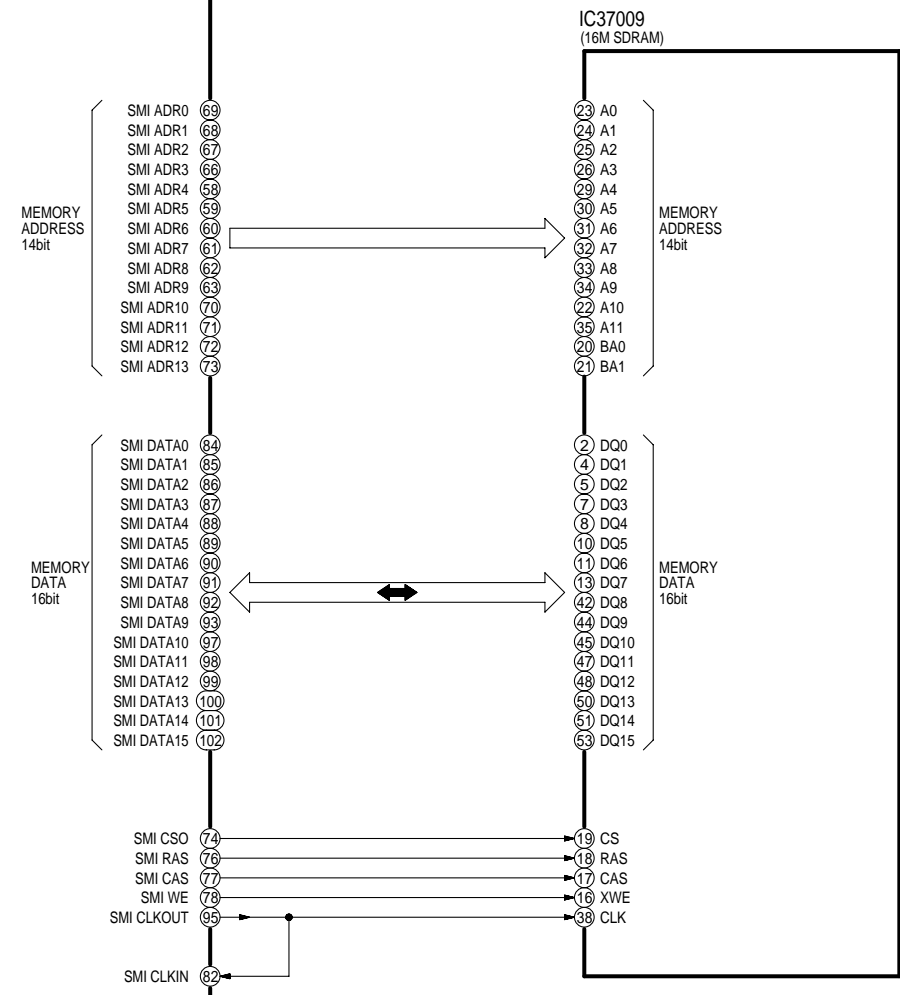 IC37009
(16M SDRAM)
SMI ADR0 69 23 A0
SMI ADR1 68 24 A1
SMI ADR2 67 25 A2
SMI ADR3 66 26 A3
SMI ADR4 58 29 A4
SMI ADR5 59 30 A5
SMI ADR6 60 31 A6
SMI ADR7 61 32 A7
SMI ADR8 62 33 A8
SMI ADR9 63 34 A9
SMI ADR10 70 22 A10
SMI ADR11 71 35 A11
SMI ADR12 72 20 BA0
SMI ADR13 73 21 BA1
MEMORY
ADDRESS
14bit
MEMORY
ADDRESS
14bit
SMI DATA0 84 2 DQ0
SMI DATA1 85 4 DQ1
SMI DATA2 86 5 DQ2
SMI DATA3 87 7 DQ3
SMI DATA4 88 8 DQ4
SMI DATA5 89 10 DQ5
SMI DATA6 90 11 DQ6
SMI DATA7 91 13 DQ7
SMI DATA8 92 42 DQ8
SMI DATA9 93 44 DQ9
SMI DATA10 97 45 DQ10
SMI DATA11 98 47 DQ11
SMI DATA12 99 48 DQ12
SMI DATA13 100 50 DQ13
SMI DATA14 101 51 DQ14
SMI DATA15 102 53 DQ15
MEMORY
DATA
16bit
MEMORY
DATA
16bit
SMI CSO 74 19 CS
SMI RAS 76 18 RAS
SMI CAS 77 17 CAS
SMI WE 78 16 XWE
SMI CLKOUT 95 38 CLK
SMI CLKIN 82